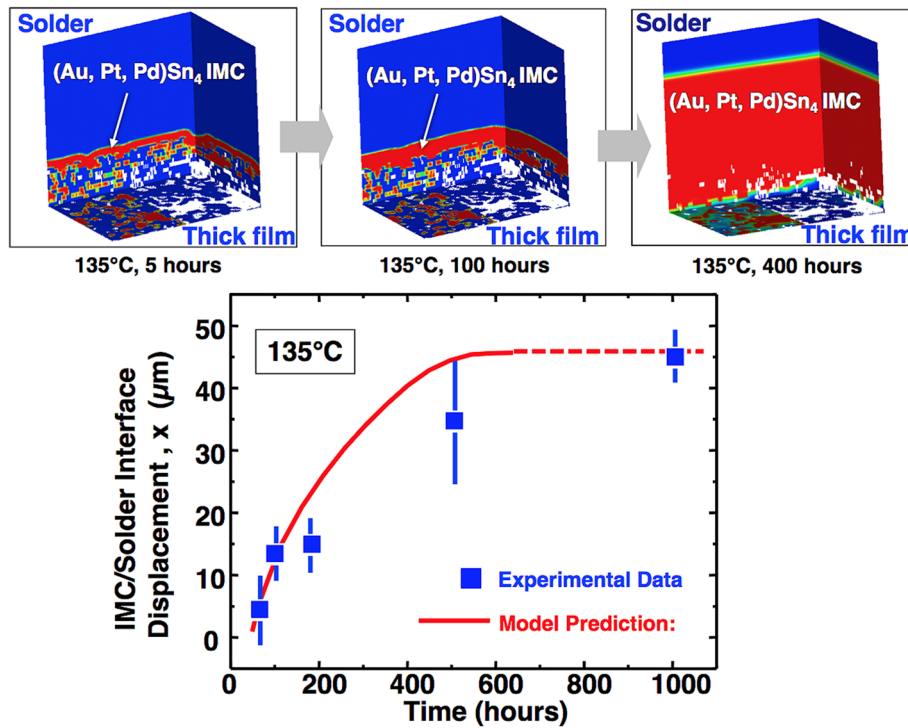 Solder
(Au, Pt, Pd)Sn4 IMC
Thick film
135°C, 5 hours
Solder
(Au, Pt, Pd)Sn4 IMC
Thick film
135°C, 100 hours
Solder
(Au, Pt, Pd)Sn4 IMC
Thick film
135°C, 400 hours
IMC/Solder Interface
Displacement , x (µm)
50
40
30
20
10
0
135°C
Experimental Data
Model Prediction:
0 200 400 600 800 1000
Time (hours)